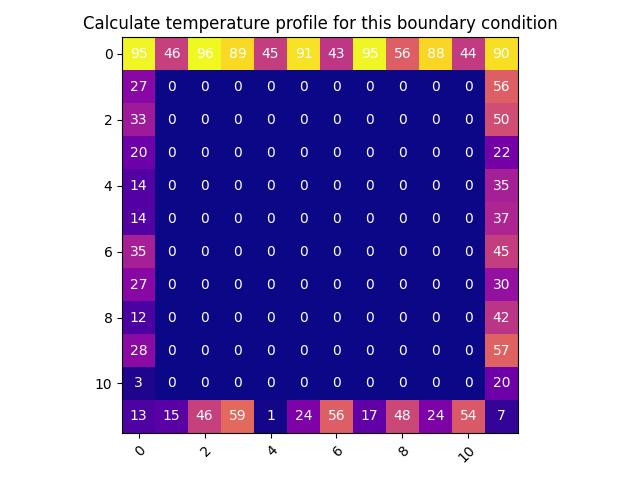 Calculate temperature profile for this boundary condition
0 95 46 96 89 45 91 43 95 56 88 44 90
27 0 0 0 0 0 0 0 0 0 0 56
2 33 0 0 0 0 0 0 0 0 0 0 50
20 0 0 0 0 0 0 0 0 0 0 22
4 14 0 0 0 0 0 0 0 0 0 0 35
14 0 0 0 0 0 0 0 0 0 0 37
6 35 0 0 0 0 0 0 0 0 0 0 45
27 0 0 0 0 0 0 0 0 0 0 30
8 12 0 0 0 0 0 0 0 0 0 0 42
28 0 0 0 0 0 0 0 0 0 0 57
10 3 0 0 0 0 0 0 0 0 0 0 20
13 15 46 59 1 24 56 17 48 24 54 7
0 2 4 6 8 10